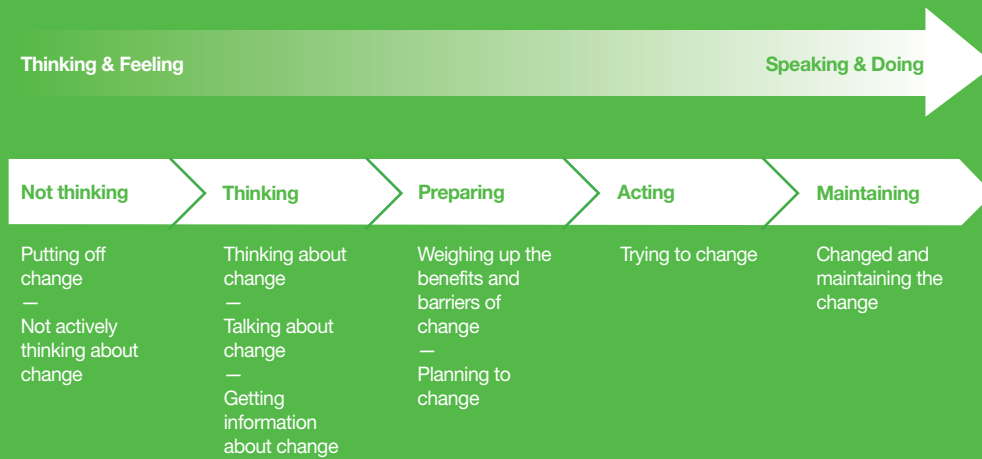 Thinking & Feeling
Speaking & Doing
Not thinking
Thinking
Preparing
Acting
Maintaining
Putting off
change
—
Not actively
thinking about
change
Thinking about
change
—
Talking about
change
—
Getting
information
about change
Weighing up the
benefits and
barriers of
change
—
Planning to
change
Trying to change
Changed and
maintaining the
change